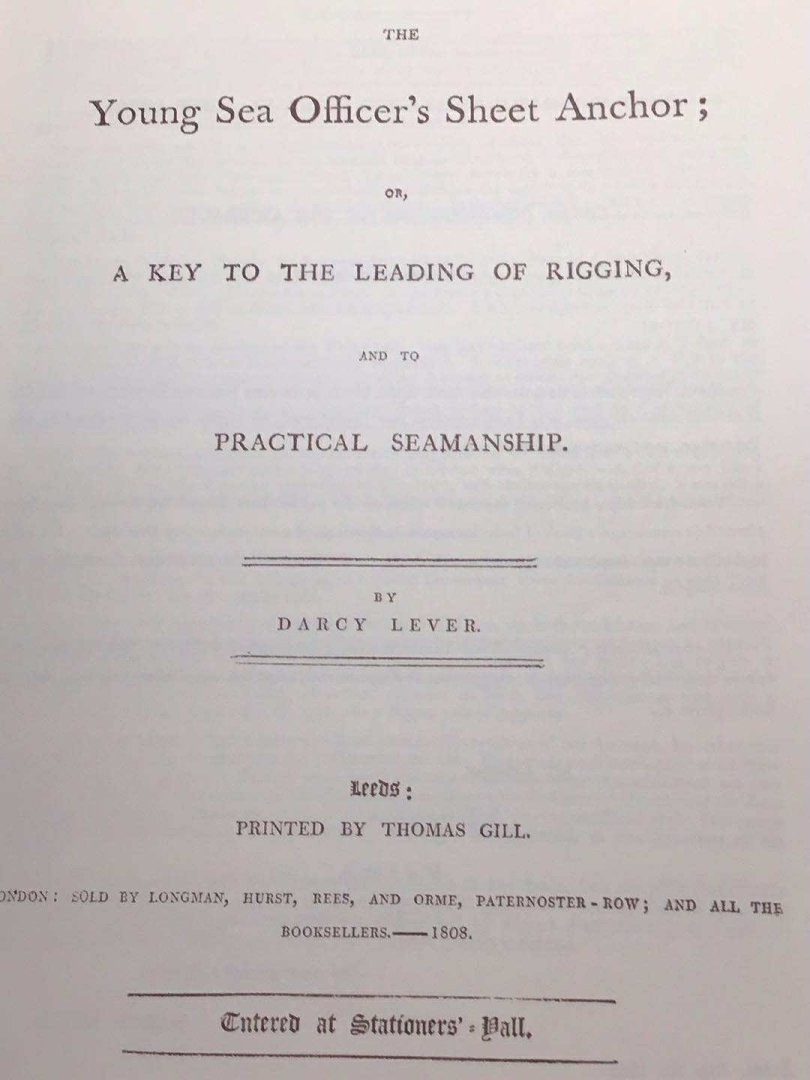 THE
Young Sea Officer's Sheet Anchor;
OR,
A KEY TO THE LEADING OF RIGGING,
AND TO
PRACTICAL SEAMANSHIP.
BY
DARCY LEVER.
Leeds:
PRINTED BY THOMAS GILL.
ONDON: SOLD BY LONGMAN, HURST, REES, AND ORME, PATERNOSTER-ROW; AND ALL THE
BOOKSELLERS.——1808.
Entered at Stationers'-Hall.